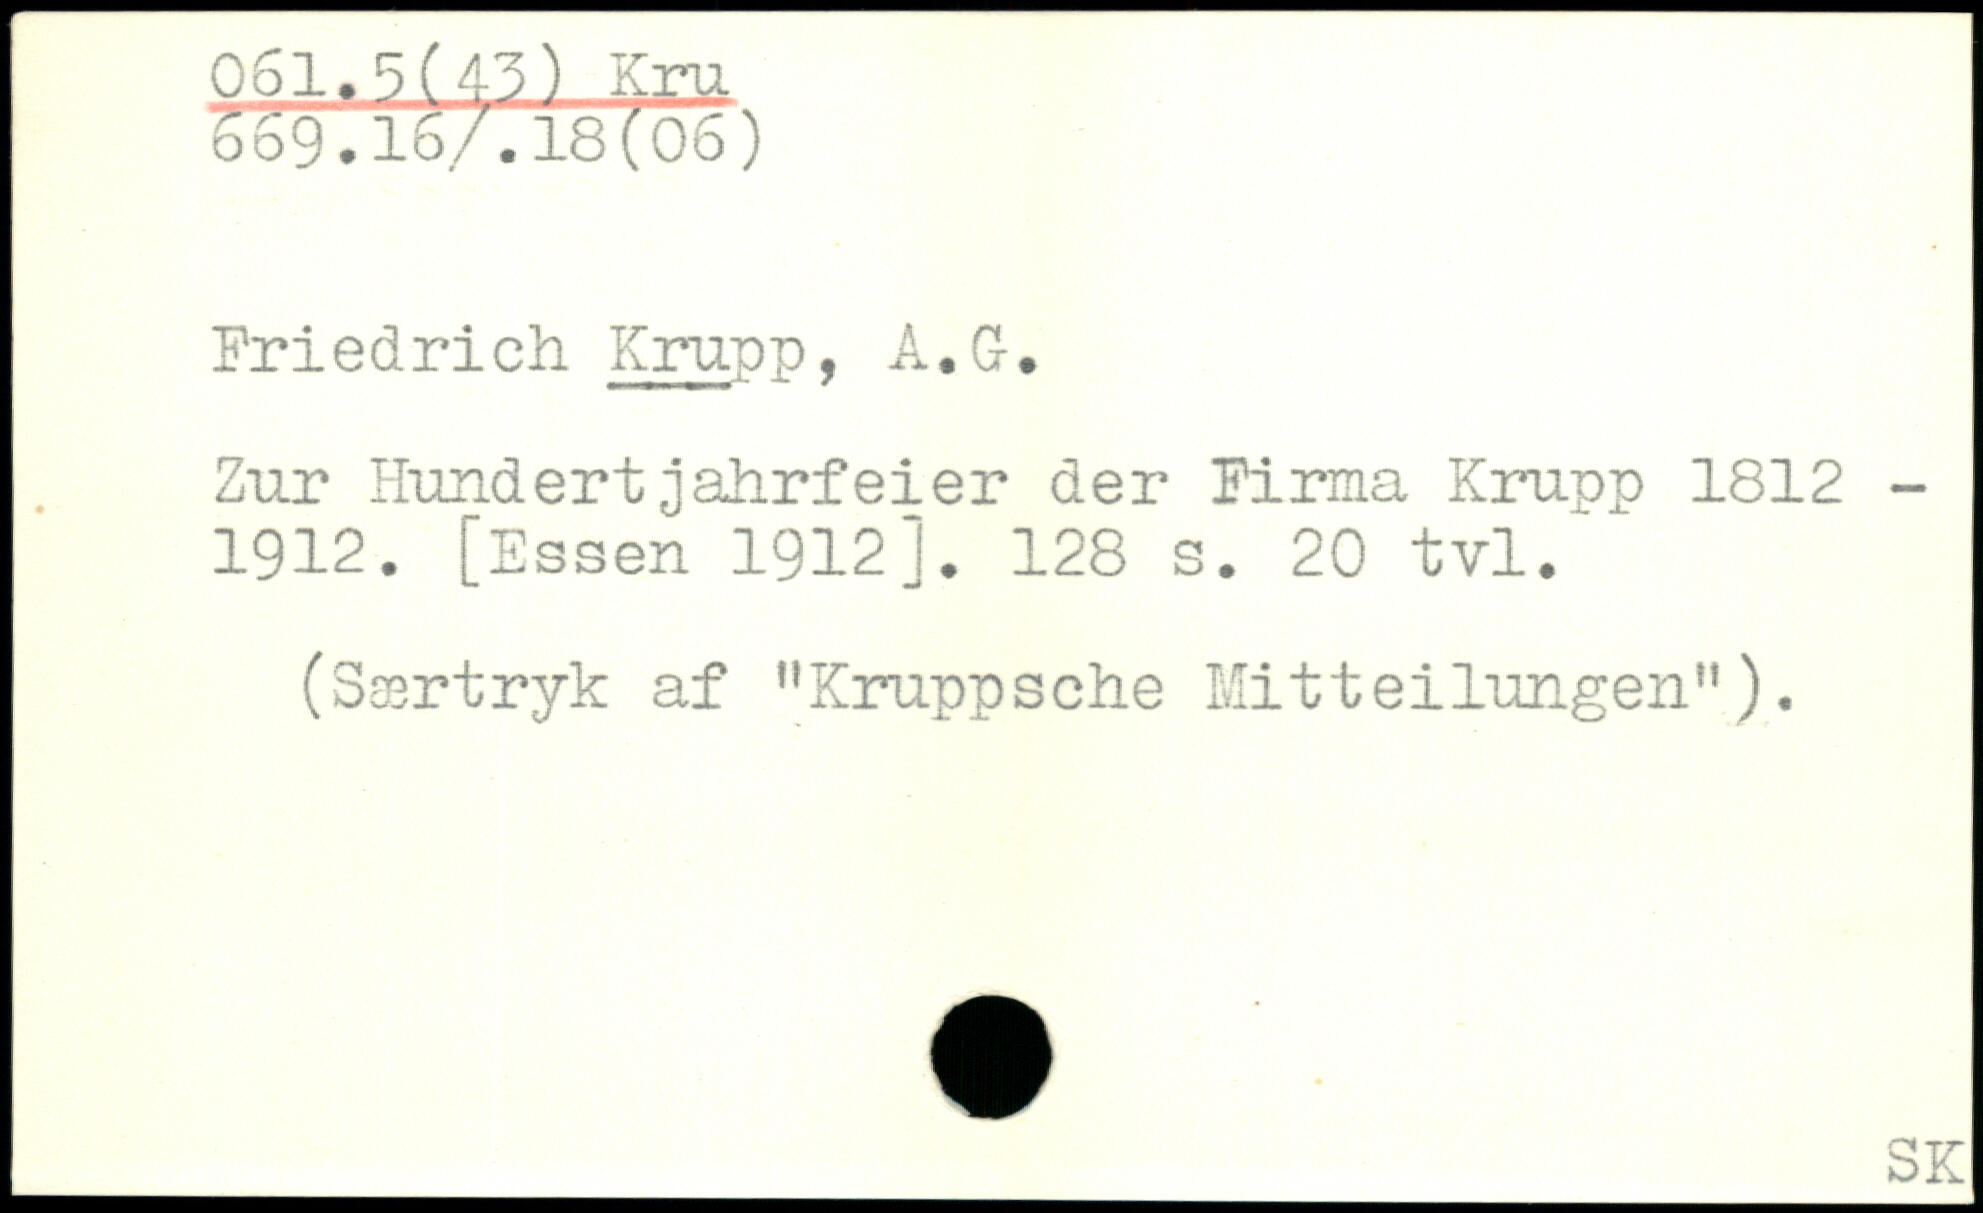 061.5(43) Kru
669.16/.18(06)
Friedrich Krupp, A.G.
Zur Hundertjahrfeier der Firma Krupp 1812 -
1912. [Essen 1912]. 128 s. 20 tvl.
(Særtryk af "Kruppsche Mitteilungen").
SK